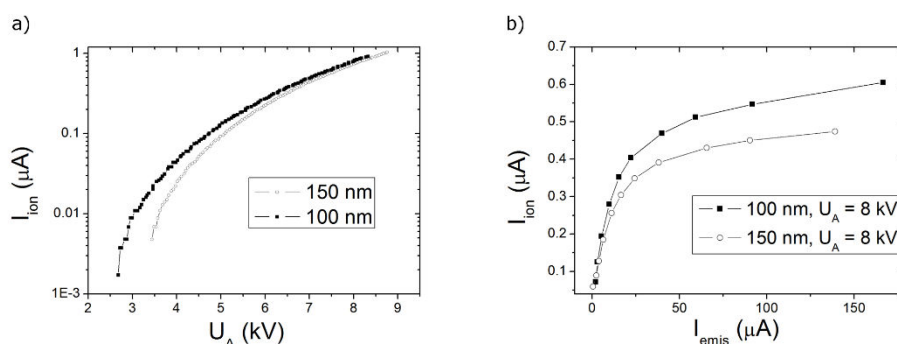 a)
b)
1
0.1
0.01
1E-3
I_ion (μA)
150 nm
100 nm
2 3 4 5 6 7 8 9
U_A (kV)
0.7
0.6
0.5
0.4
0.3
0.2
0.1
I_ion (μA)
100 nm, U_A = 8 kV
150 nm, U_A = 8 kV
0 50 100 150
I_emis (μA)